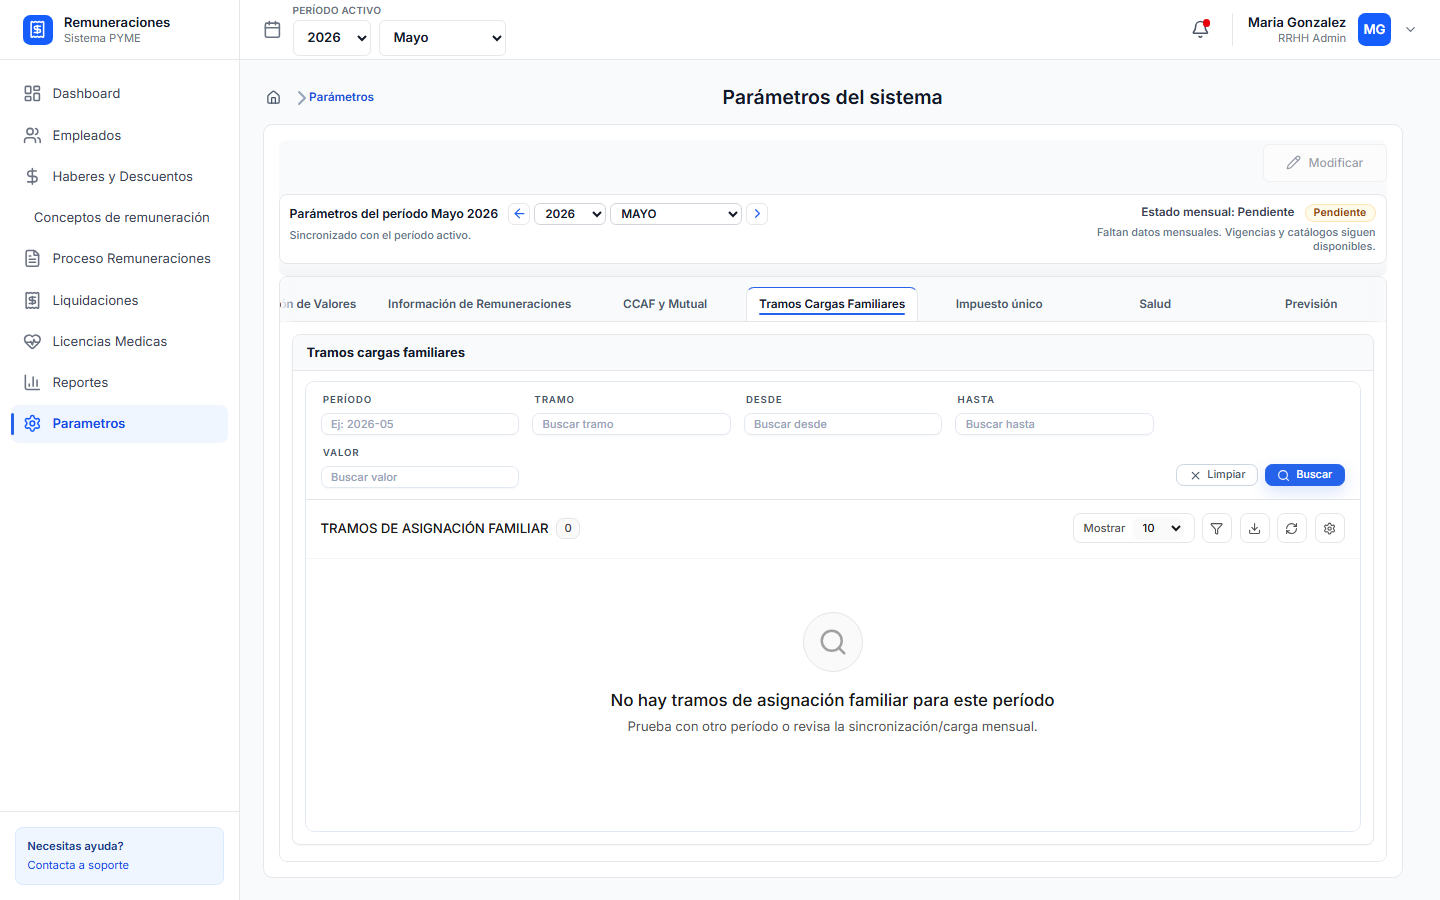 Remuneraciones
Sistema PYME
PERÍODO ACTIVO
2026 Mayo
Maria Gonzalez
RRHH Admin
MG
Dashboard
Empleados
Haberes y Descuentos
Conceptos de remuneración
Proceso Remuneraciones
Liquidaciones
Licencias Medicas
Reportes
Parametros
Necesitas ayuda?
Contacta a soporte
Parámetros
Parámetros del sistema
Modificar
Parámetros del período Mayo 2026 2026 MAYO
Sincronizado con el período activo.
Estado mensual: Pendiente Pendiente
Faltan datos mensuales. Vigencias y catálogos siguen
disponibles.
ón de Valores Información de Remuneraciones CCAF y Mutual Tramos Cargas Familiares Impuesto único Salud Previsión
Tramos cargas familiares
PERÍODO TRAMO DESDE HASTA
Ej: 2026-05 Buscar tramo Buscar desde Buscar hasta
VALOR
Buscar valor
Limpiar Buscar
TRAMOS DE ASIGNACIÓN FAMILIAR 0
Mostrar 10
No hay tramos de asignación familiar para este período
Prueba con otro período o revisa la sincronización/carga mensual.